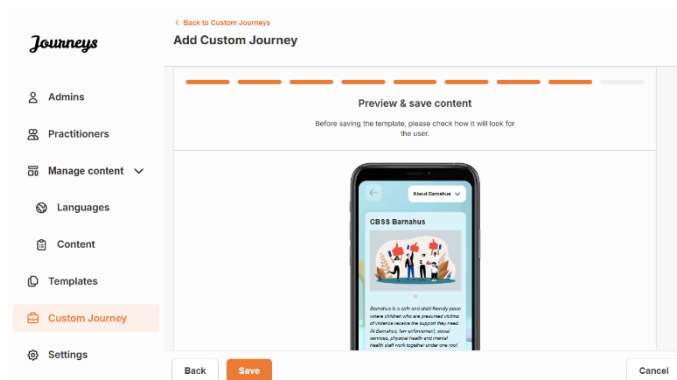 Journeys
Back to Custom Journeys
Add Custom Journey
Admins
Practitioners
Manage content
Languages
Content
Templates
Custom Journey
Settings
Preview & save content
Before saving the template, please check how it will look for
the user.
About Barnahus
CBSS Barnahus
Barnahus is a safe and child-friendly place
where children who are presumed victims
of violence receive the support they need.
At Barnahus, law enforcement, social
services, physical health and mental
health staff work together under one roof.
Back
Save
Cancel